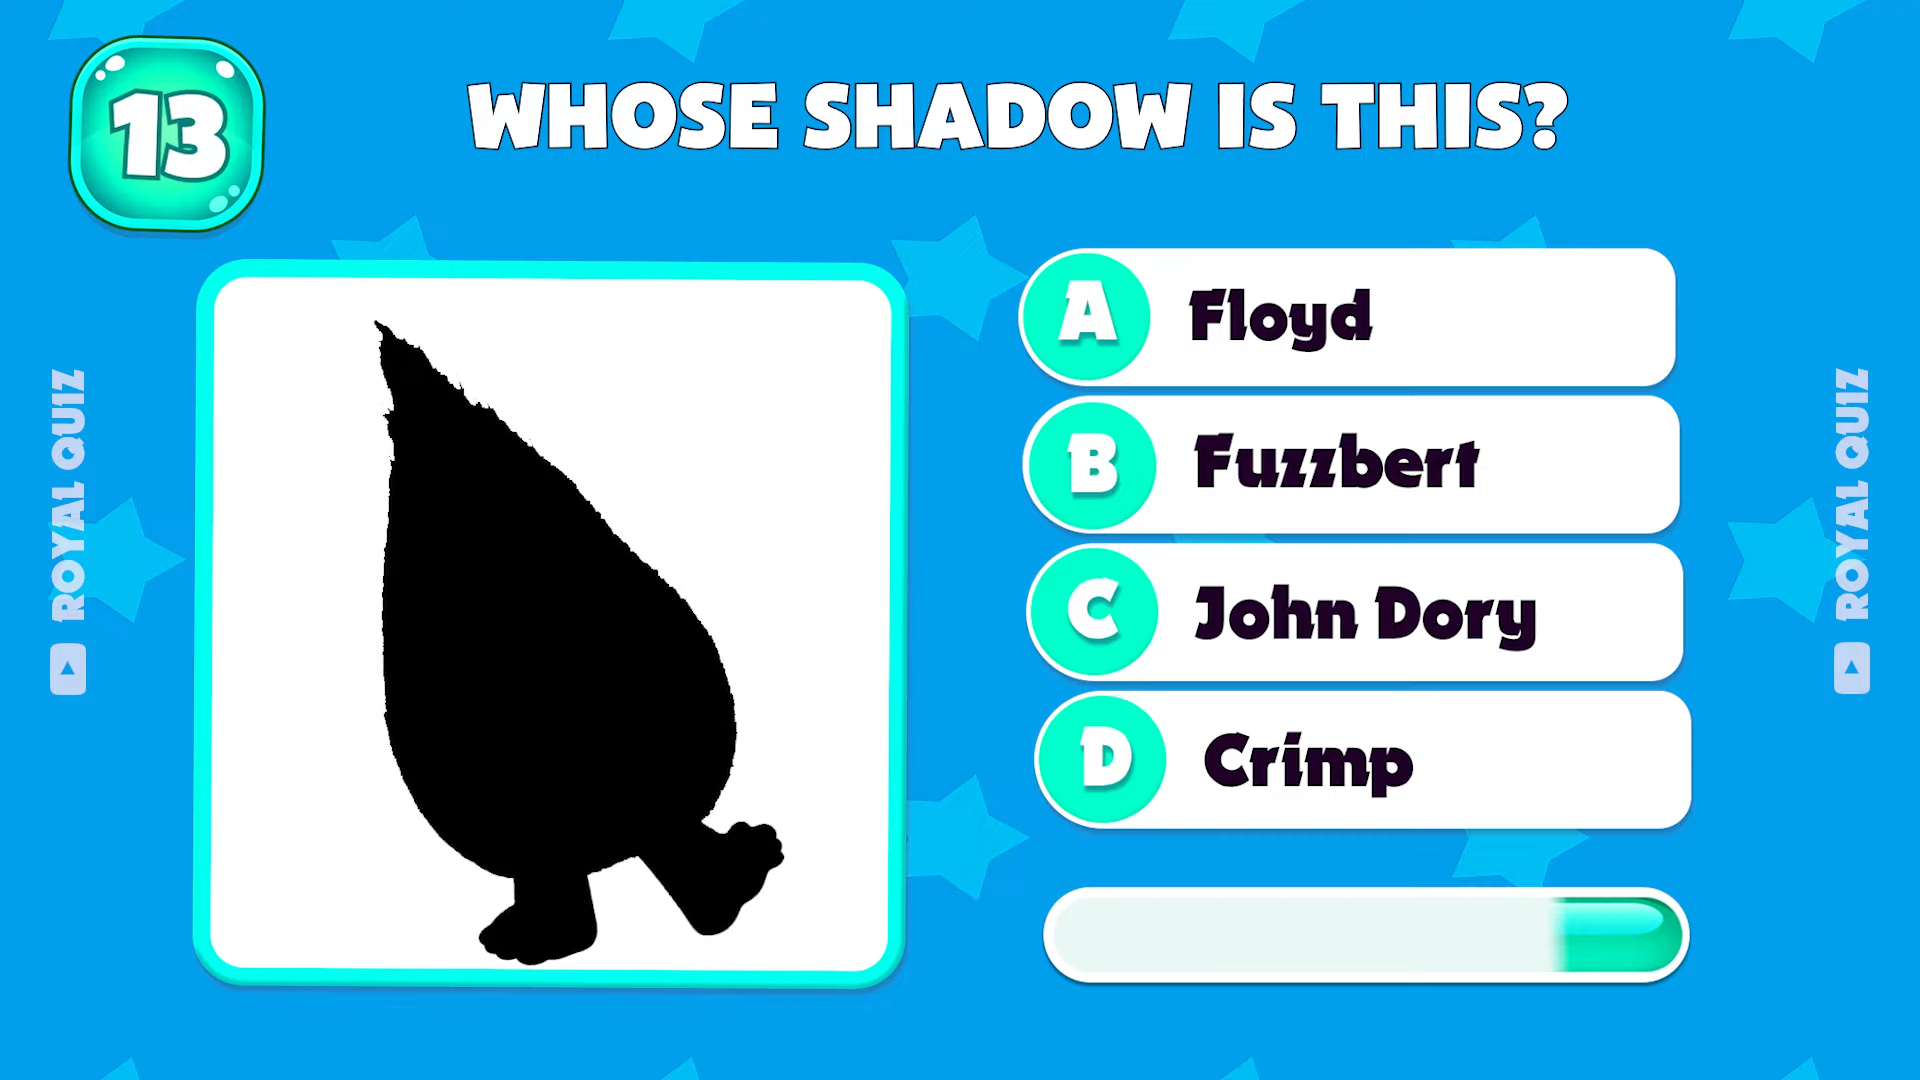 13
WHOSE SHADOW IS THIS?
A Floyd
B Fuzzbert
C John Dory
D Crimp
ROYAL QUIZ
ROYAL QUIZ